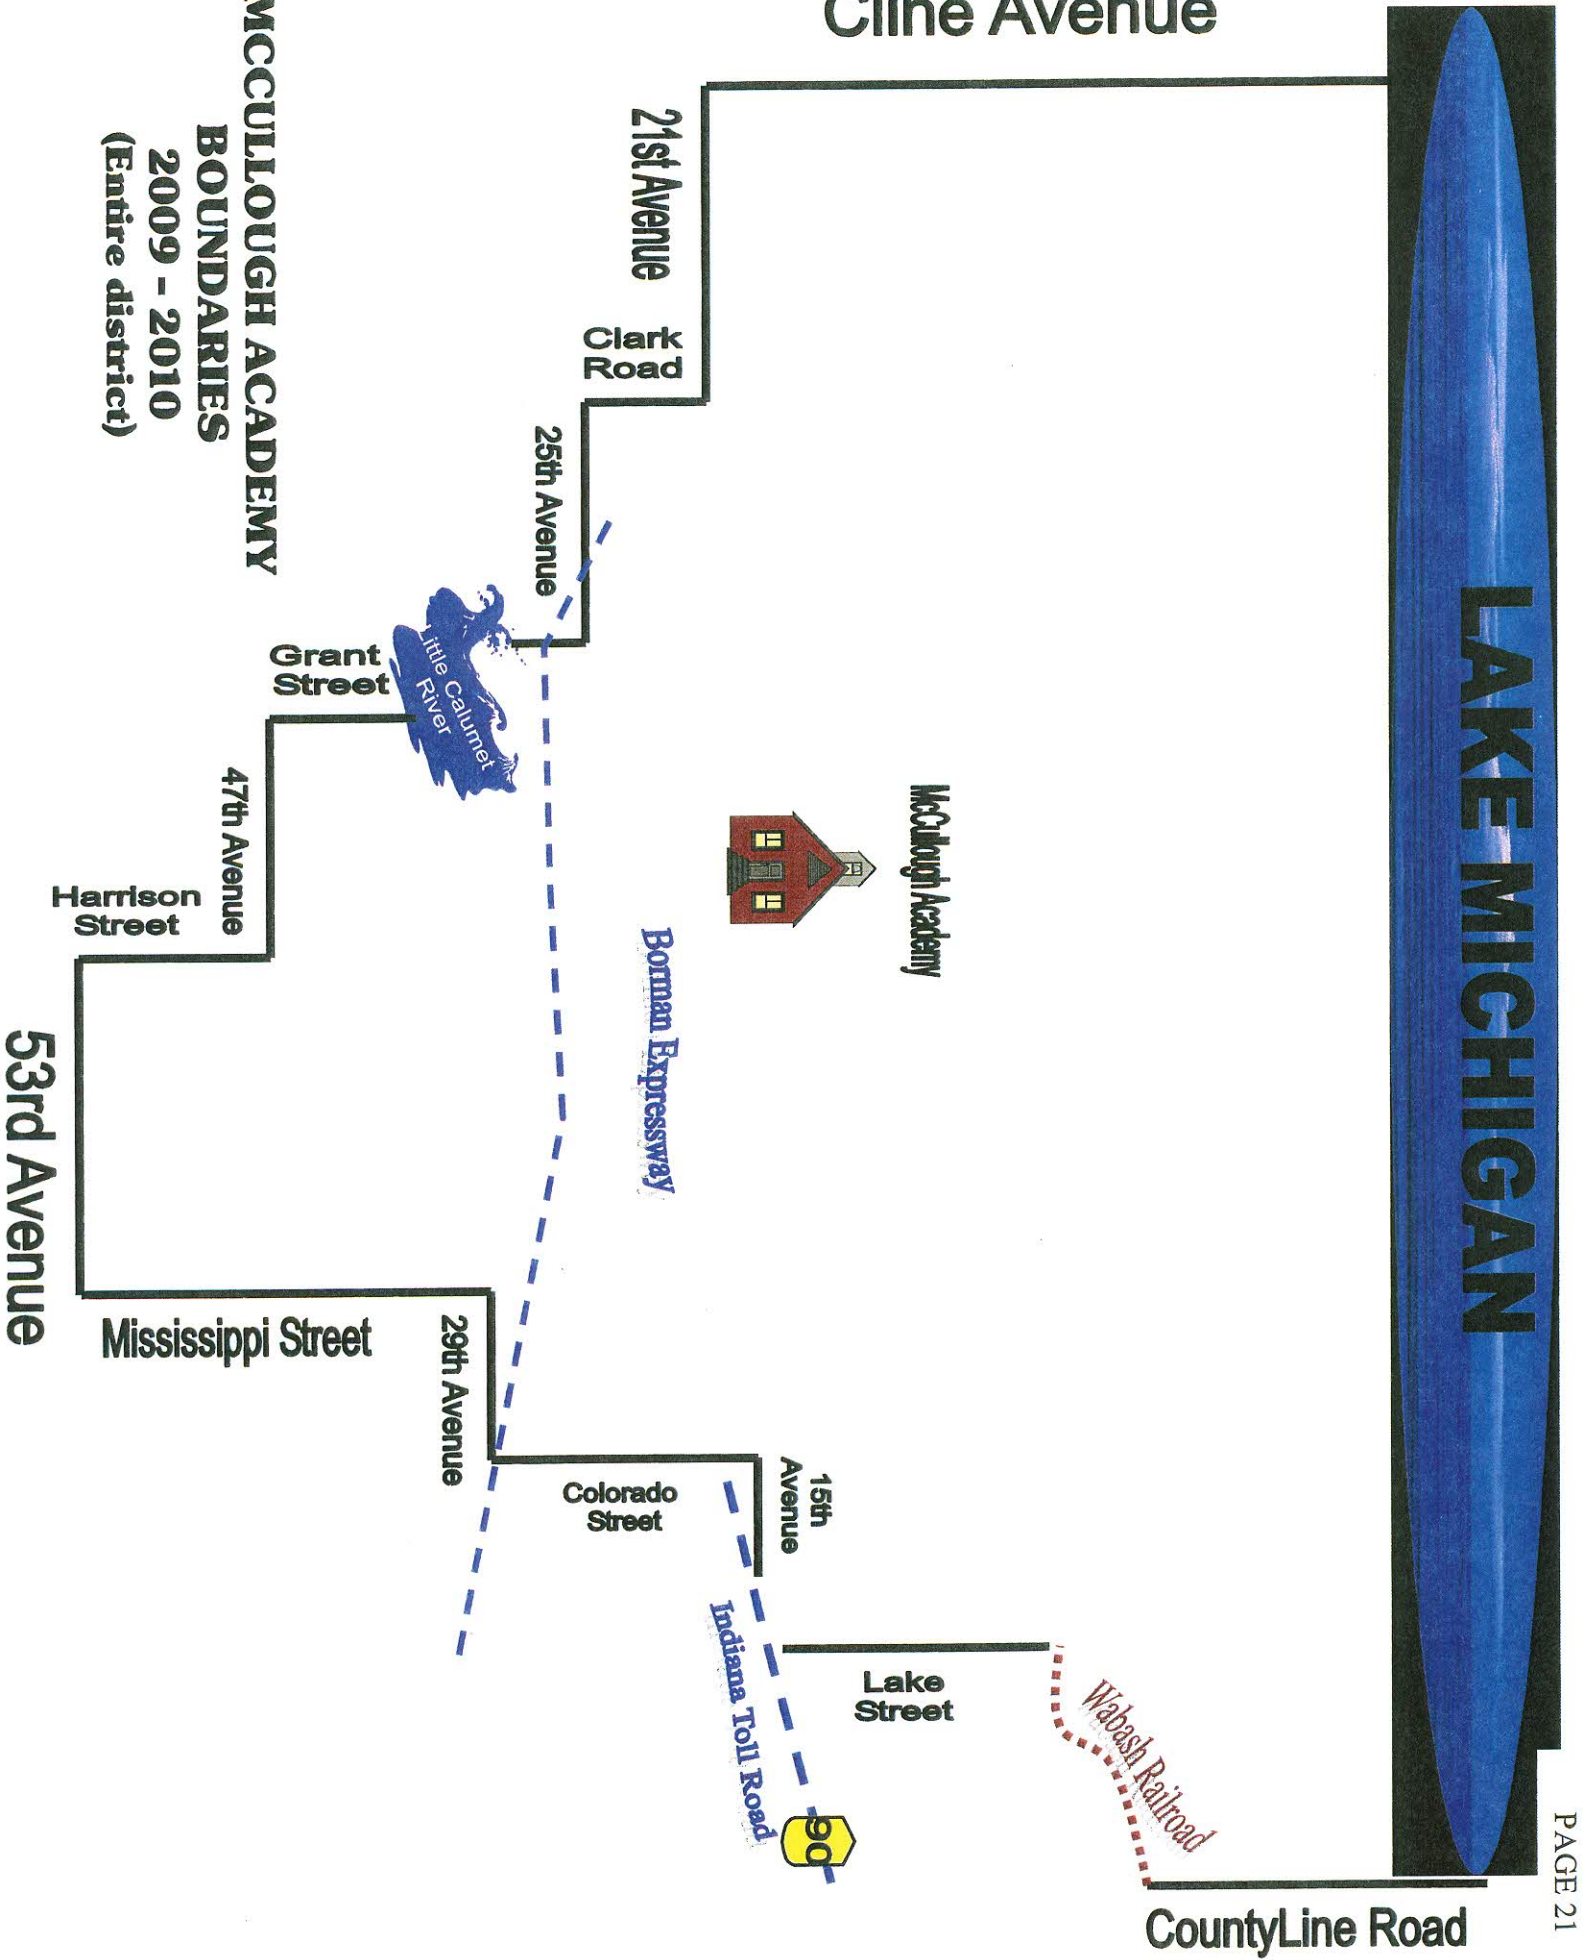 PAGE 21
LAKE MICHIGAN
Cline Avenue
CountyLine Road
Wabash Railroad
McCullough Academy
Lake
Street
15th
Avenue
90
Indiana Toll Road
21st Avenue
Clark
Road
Borman Expressway
Colorado
Street
25th Avenue
Little Calumet
River
29th Avenue
Grant
Street
Mississippi Street
47th Avenue
Harrison
Street
53rd Avenue
MCCULLOUGH ACADEMY
BOUNDARIES
2009 - 2010
(Entire district)